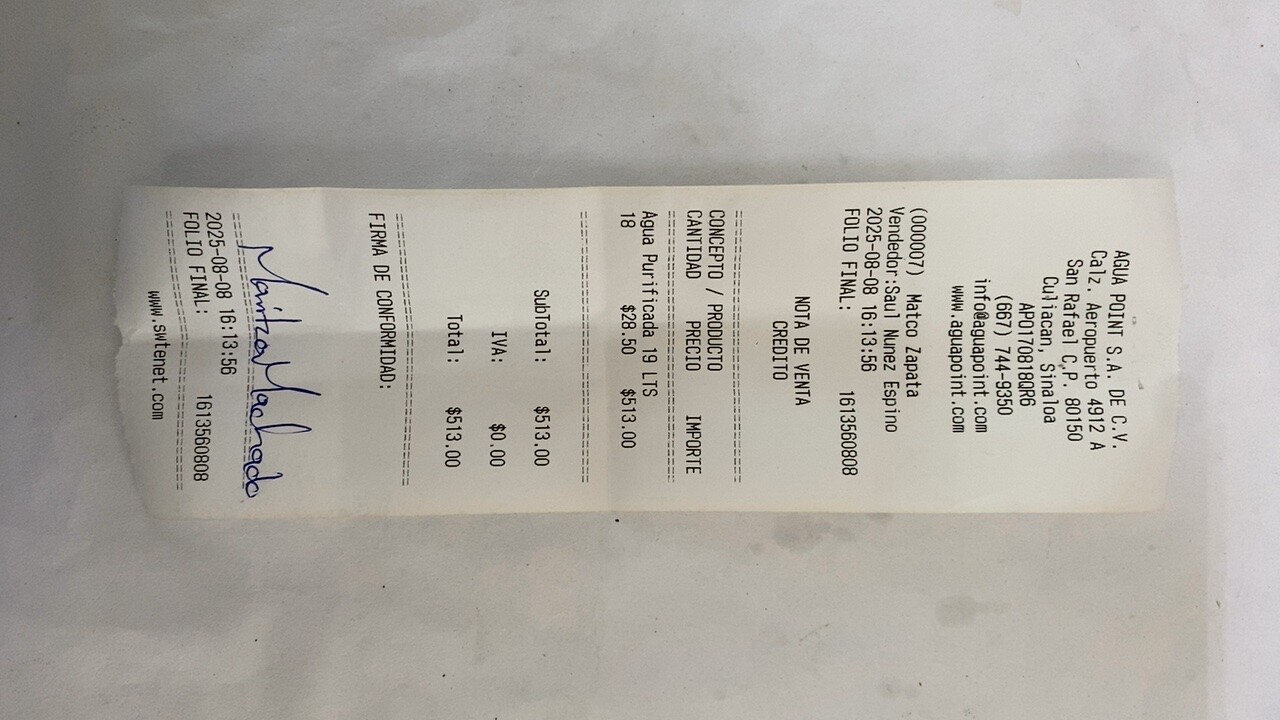 AGUA POINT S.A. DE C.V.
Calz. Aeropuerto 4912 A
San Rafael C.P. 80150
Culiacan, Sinaloa
APO170818QR6
(667) 744-9350
info@aguapoint.com
www.aguapoint.com
(000007) Matco Zapata
Vendedor:Saul Nunez Espino
2025-08-08 16:13:56
FOLIO FINAL: 1613560808
NOTA DE VENTA
CREDITO
CONCEPTO / PRODUCTO
CANTIDAD PRECIO IMPORTE
Agua Purificada 19 LTS
18 $28.50 $513.00
SubTotal: $513.00
IVA: $0.00
Total: $513.00
FIRMA DE CONFORMIDAD:
Maritza Machado
2025-08-08 16:13:56
FOLIO FINAL: 1613560808
www.swtenet.com